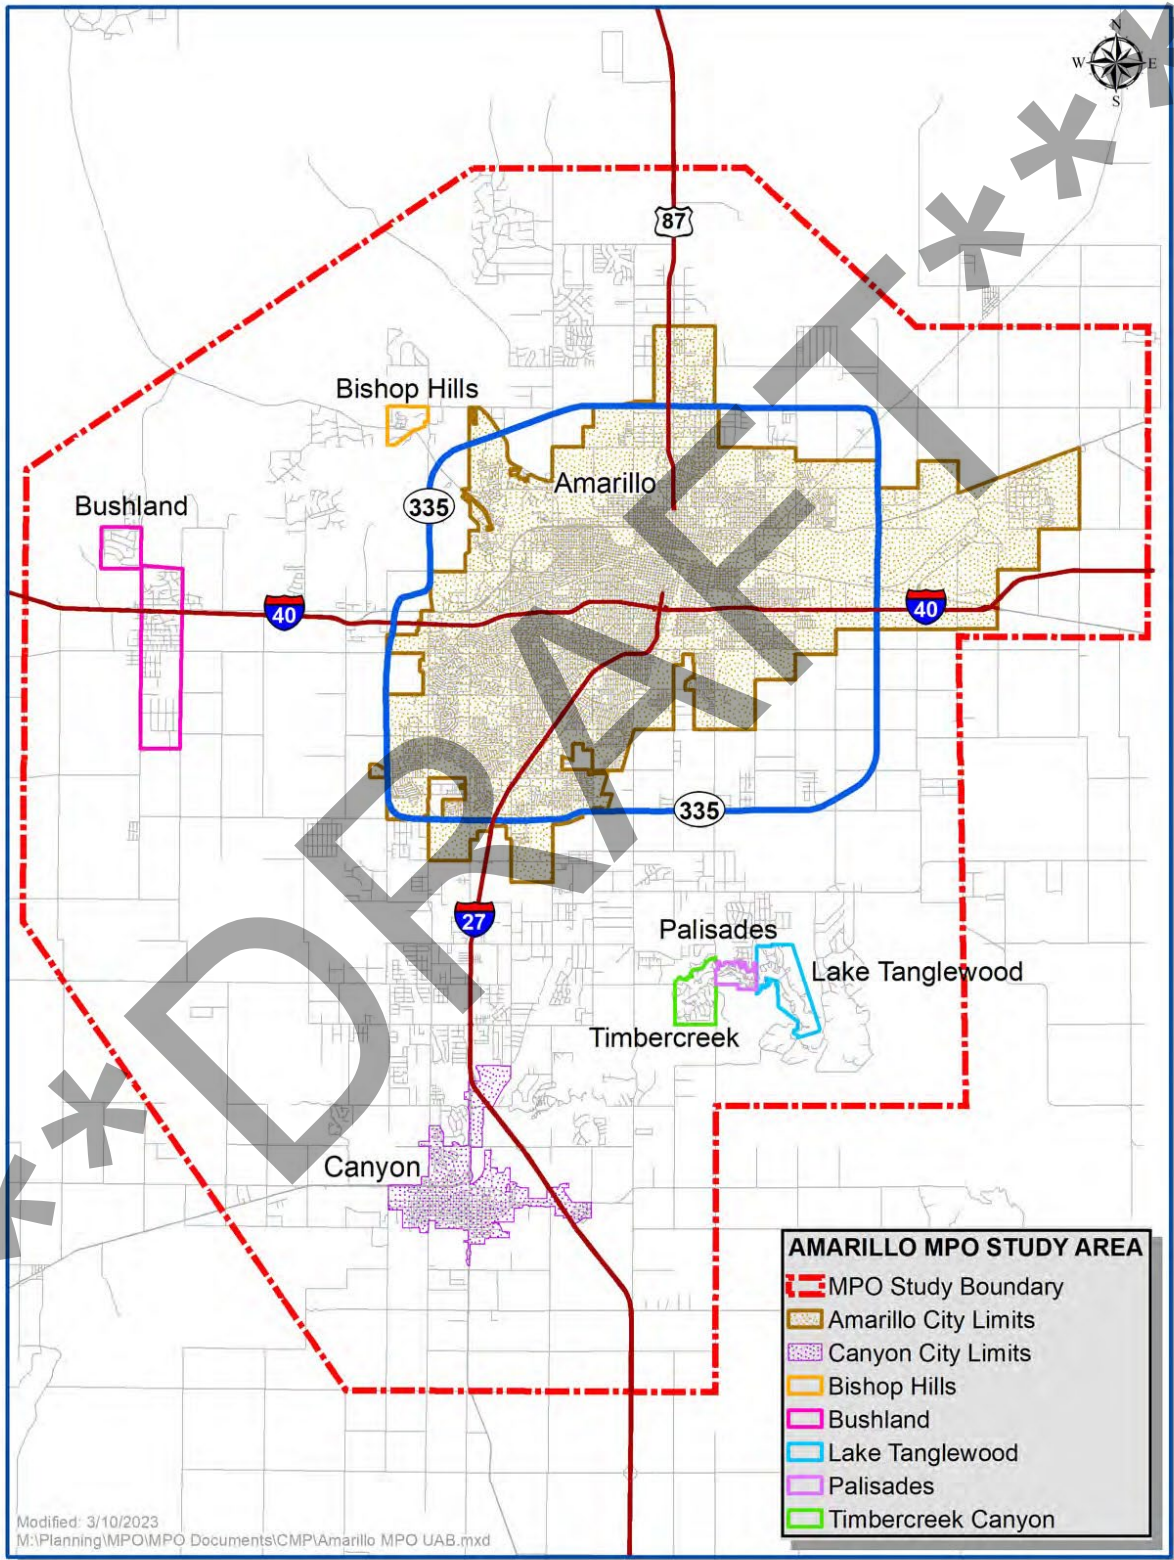 N
W E
S
87
Bishop Hills
Amarillo
335
Bushland
40
40
335
27
Palisades
Lake Tanglewood
Timbercreek
Canyon
***DRAFT***
AMARILLO MPO STUDY AREA
MPO Study Boundary
Amarillo City Limits
Canyon City Limits
Bishop Hills
Bushland
Lake Tanglewood
Palisades
Timbercreek Canyon
Modified: 3/10/2023
M:\Planning\MPO\MPO Documents\CMP\Amarillo MPO UAB.mxd